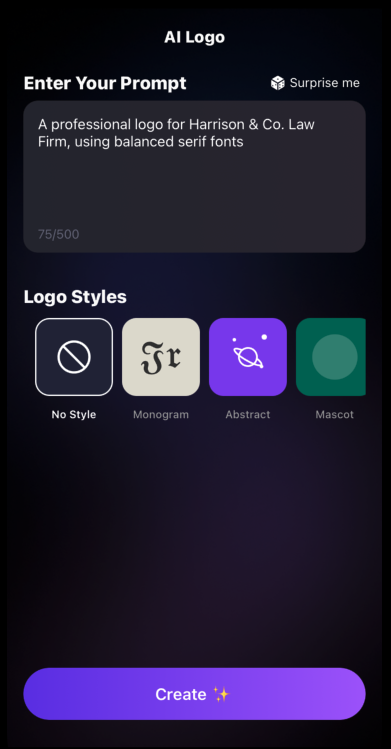 AI Logo
Enter Your Prompt
Surprise me
A professional logo for Harrison & Co. Law
Firm, using balanced serif fonts
75/500
Logo Styles
Fr
No Style
Monogram
Abstract
Mascot
Create ✨